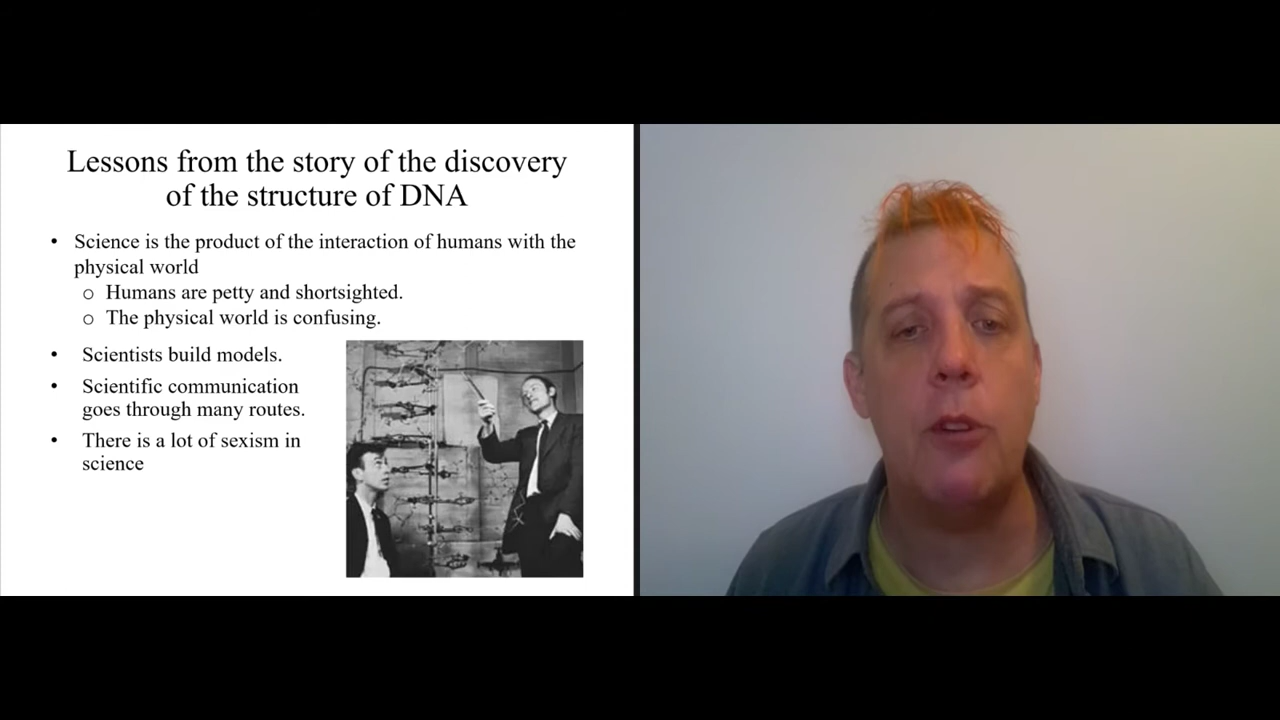 Lessons from the story of the discovery
of the structure of DNA
• Science is the product of the interaction of humans with the
physical world
o Humans are petty and shortsighted.
o The physical world is confusing.
• Scientists build models.
• Scientific communication
goes through many routes.
• There is a lot of sexism in
science